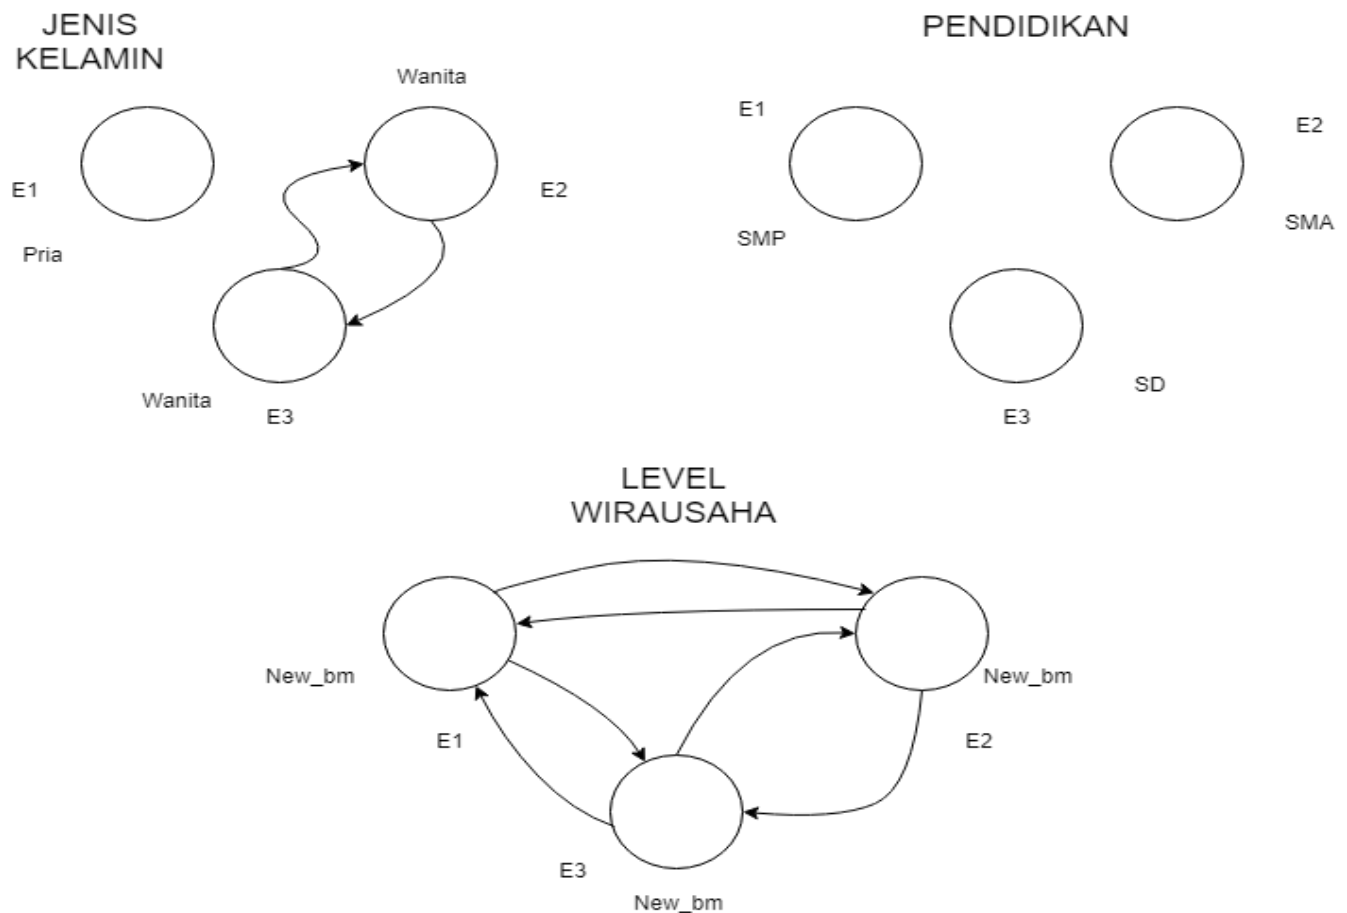 JENIS
KELAMIN
Wanita
E1
E2
Pria
Wanita
E3
PENDIDIKAN
E1
E2
SMP
SMA
SD
E3
LEVEL
WIRAUSAHA
New_bm
New_bm
E1
E2
E3
New_bm